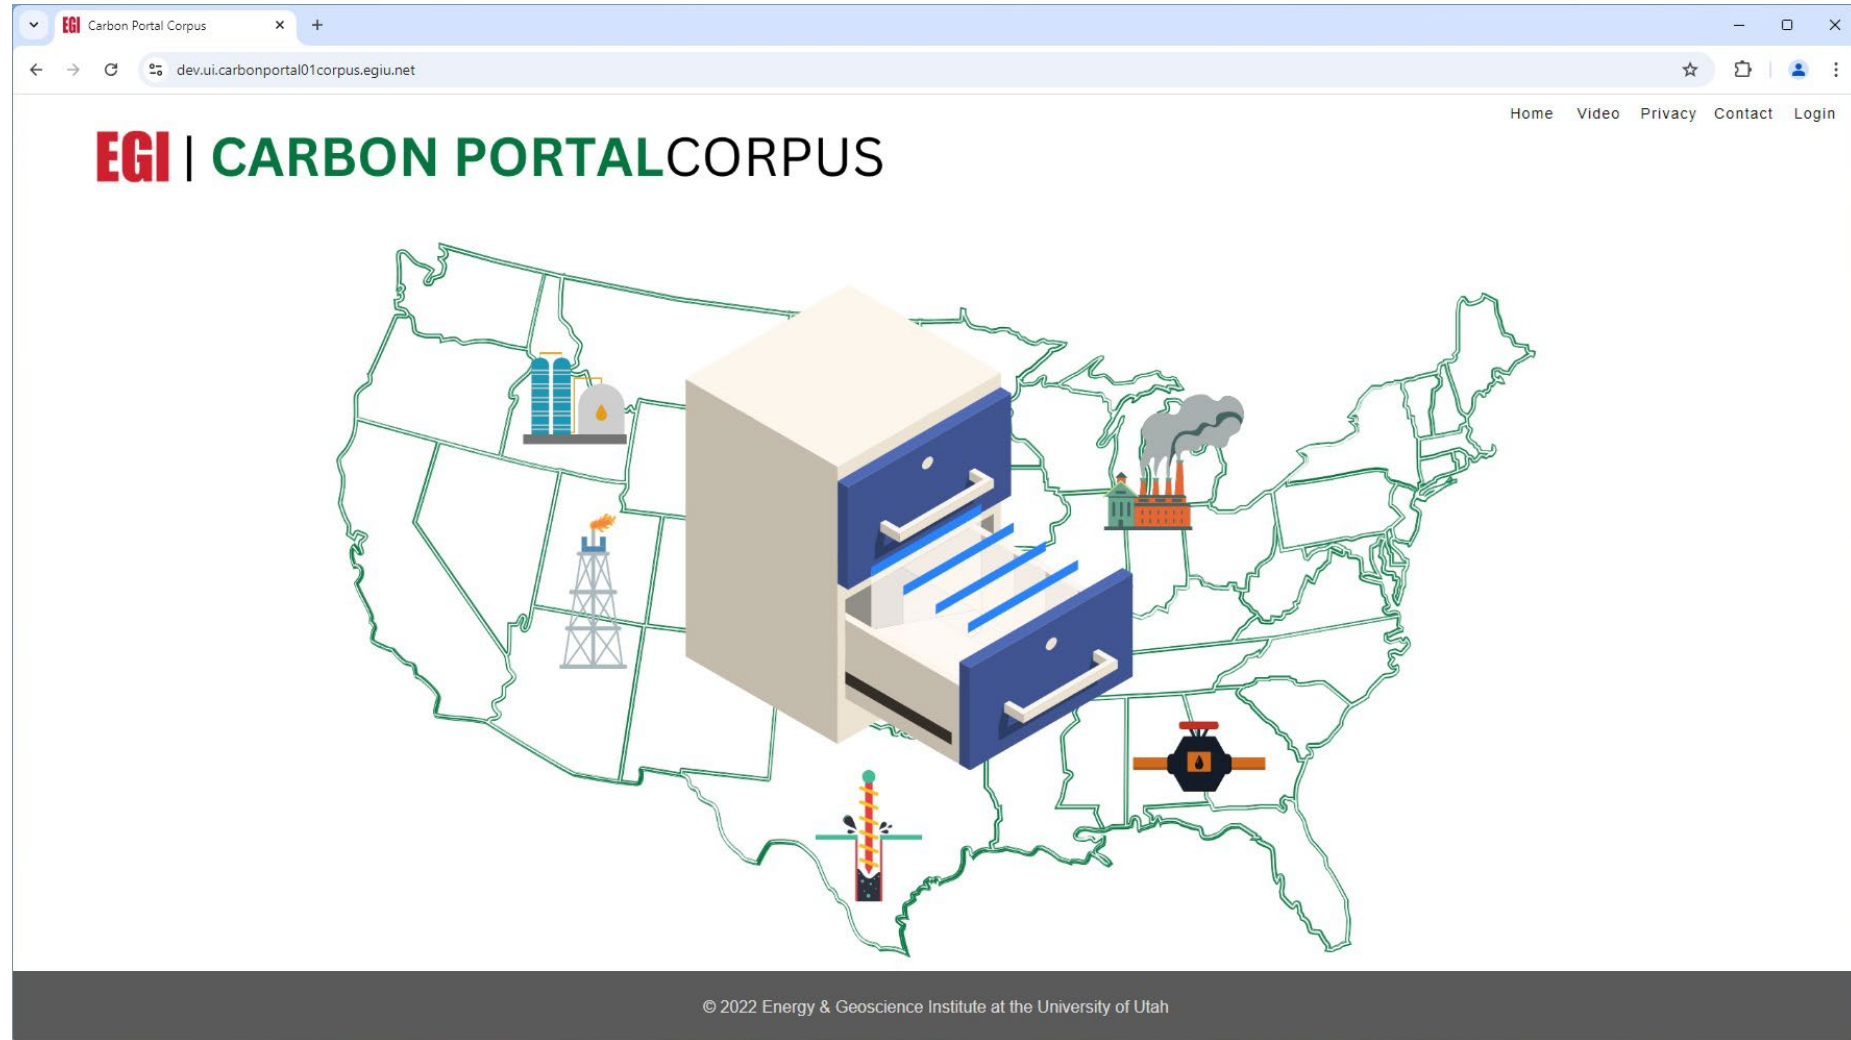 Carbon Portal Corpus
dev.ui.carbonportal01corpus.egiu.net
Home Video Privacy Contact Login
EGI | CARBON PORTALCORPUS
© 2022 Energy & Geoscience Institute at the University of Utah